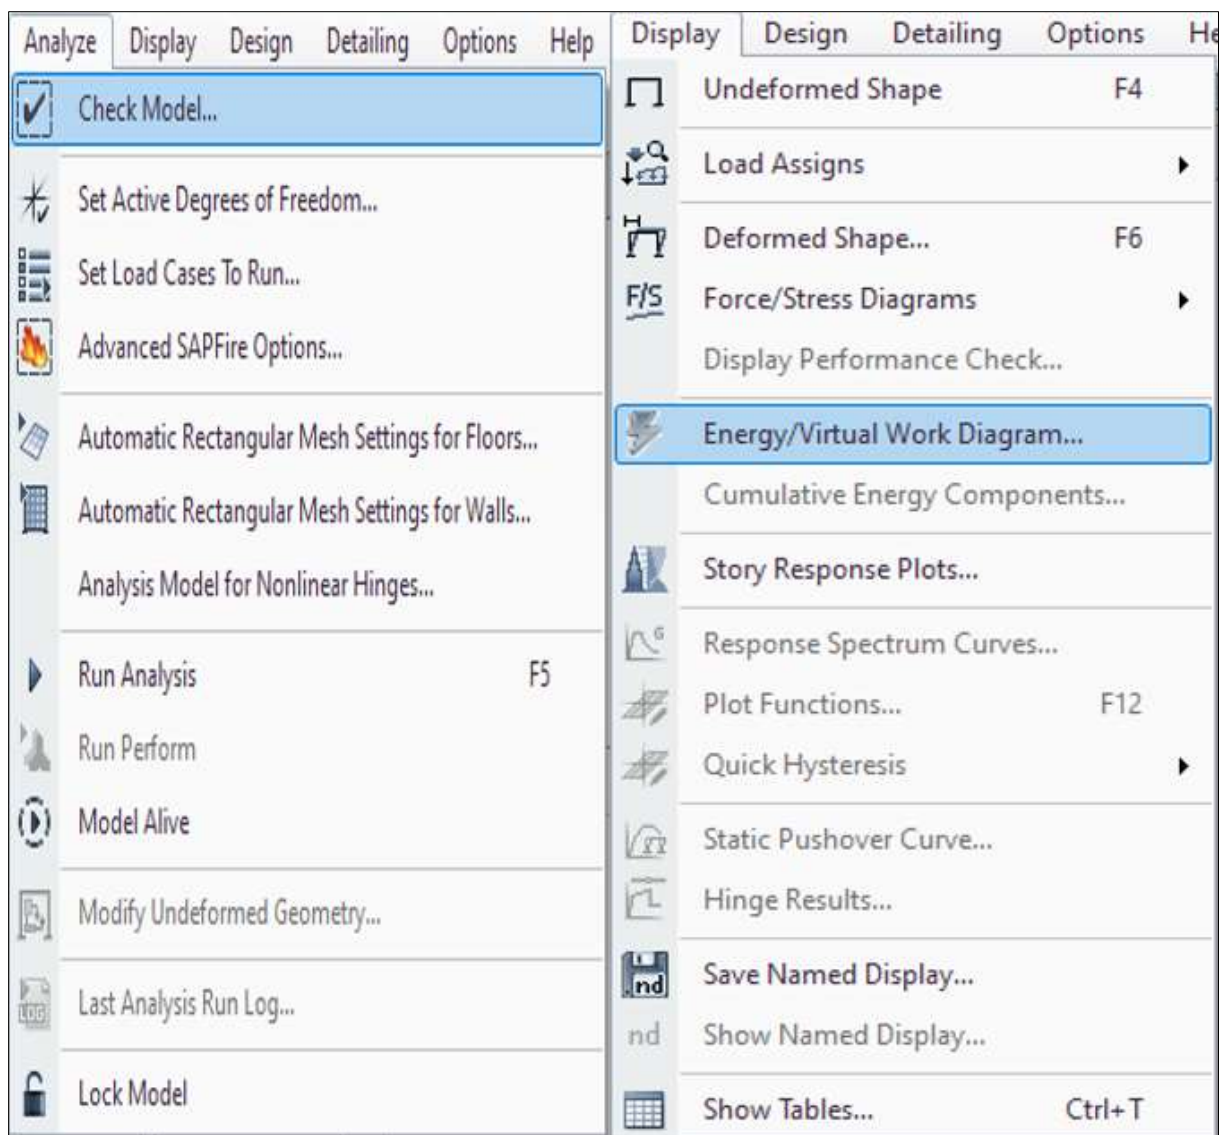 Analyze Display Design Detailing Options Help
Check Model...
Set Active Degrees of Freedom...
Set Load Cases To Run...
Advanced SAPFire Options...
Automatic Rectangular Mesh Settings for Floors...
Automatic Rectangular Mesh Settings for Walls...
Analysis Model for Nonlinear Hinges...
Run Analysis F5
Run Perform
Model Alive
Modify Undeformed Geometry...
LOG
Last Analysis Run Log...
Lock Model
Display Design Detailing Options He
Undeformed Shape F4
Load Assigns
Deformed Shape... F6
F/S Force/Stress Diagrams
Display Performance Check...
Energy/Virtual Work Diagram...
Cumulative Energy Components...
Story Response Plots...
G
Response Spectrum Curves...
Plot Functions... F12
Quick Hysteresis
Static Pushover Curve...
Hinge Results...
.nd Save Named Display...
nd Show Named Display...
Show Tables... Ctrl+T